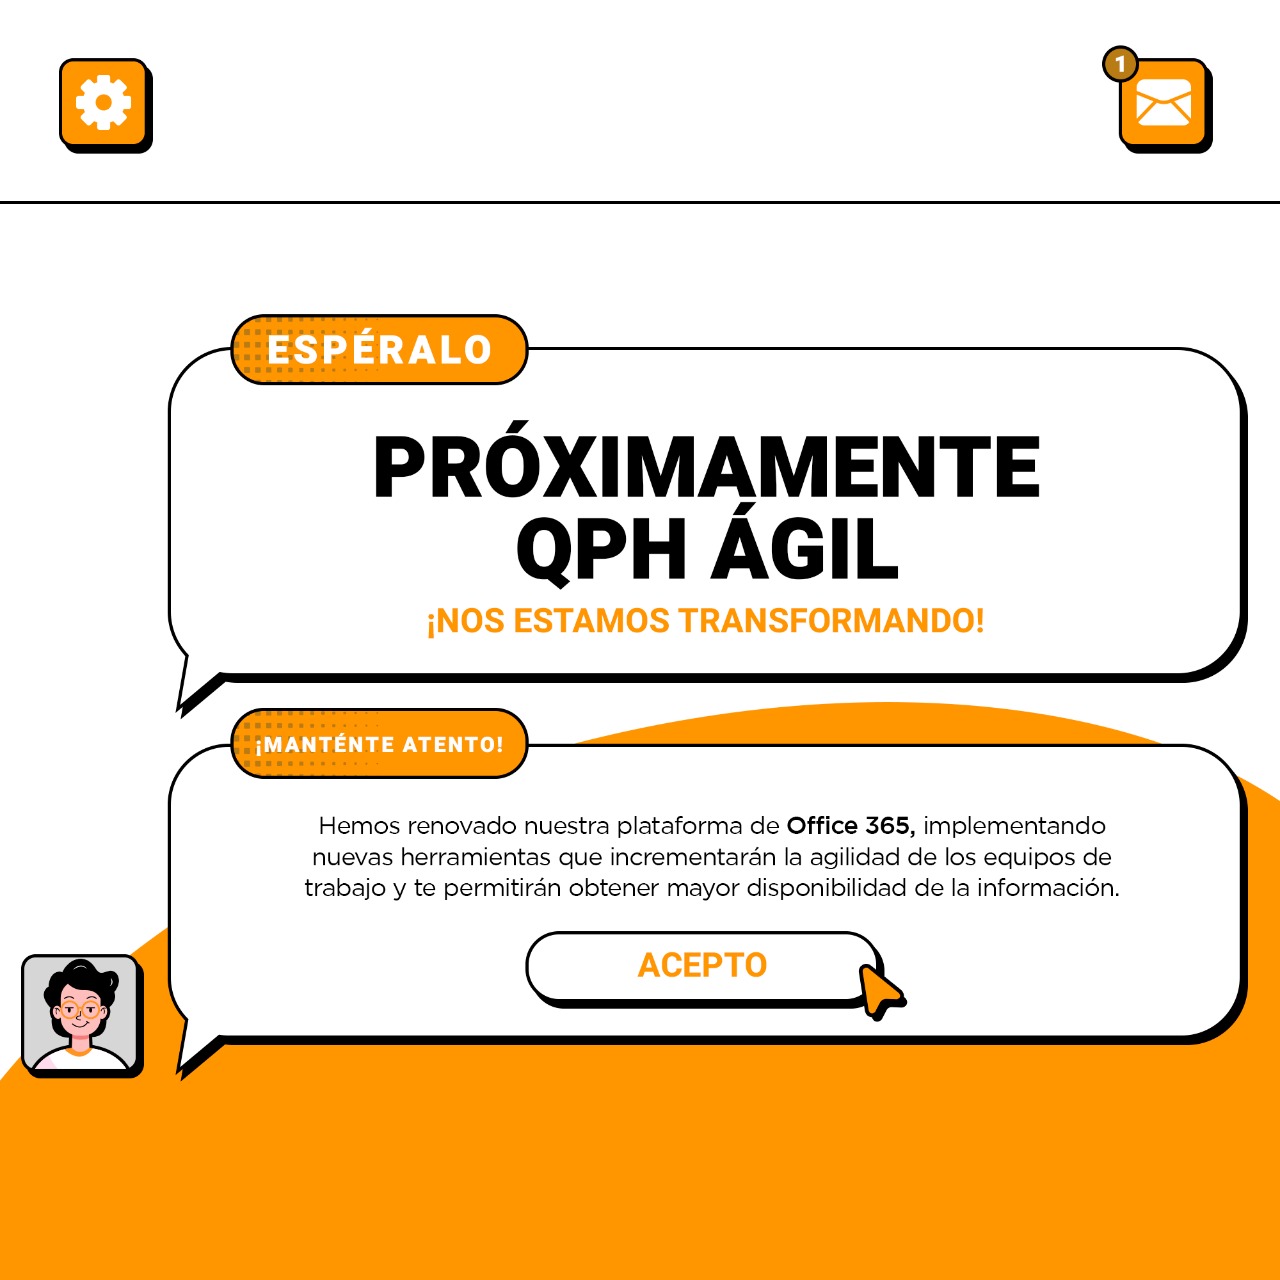 1
ESPÉRALO
PRÓXIMAMENTE
QPH ÁGIL
¡NOS ESTAMOS TRANSFORMANDO!
¡MANTÉNTE ATENTO!
Hemos renovado nuestra plataforma de Office 365, implementando
nuevas herramientas que incrementarán la agilidad de los equipos de
trabajo y te permitirán obtener mayor disponibilidad de la información.
ACEPTO